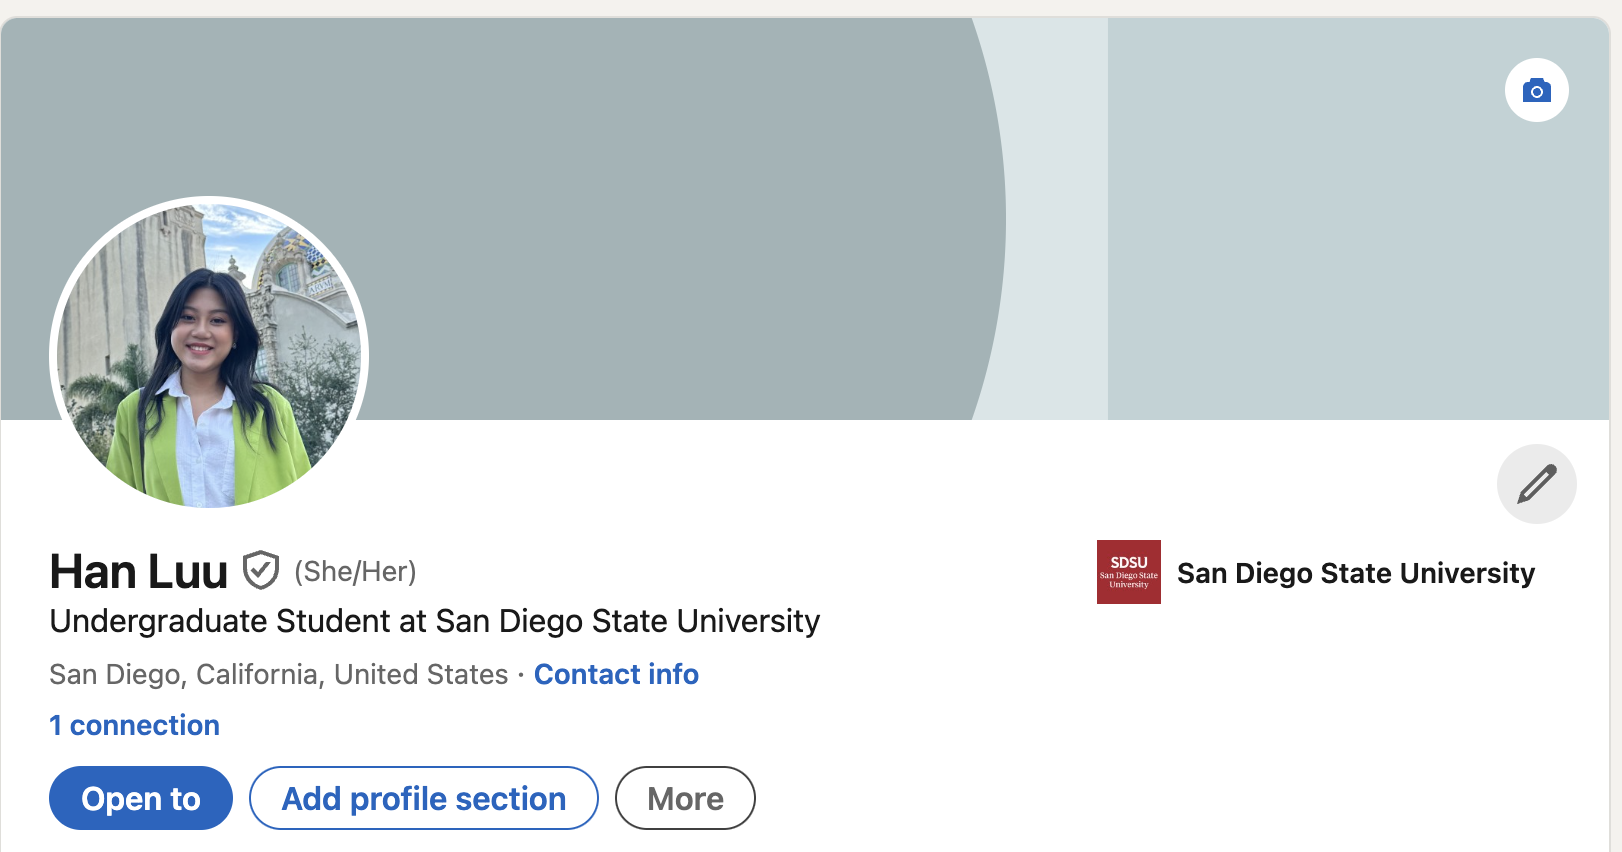 Han Luu (She/Her)
Undergraduate Student at San Diego State University
San Diego, California, United States · Contact info
1 connection
Open to
Add profile section
More
SDSU
San Diego State
University
San Diego State University